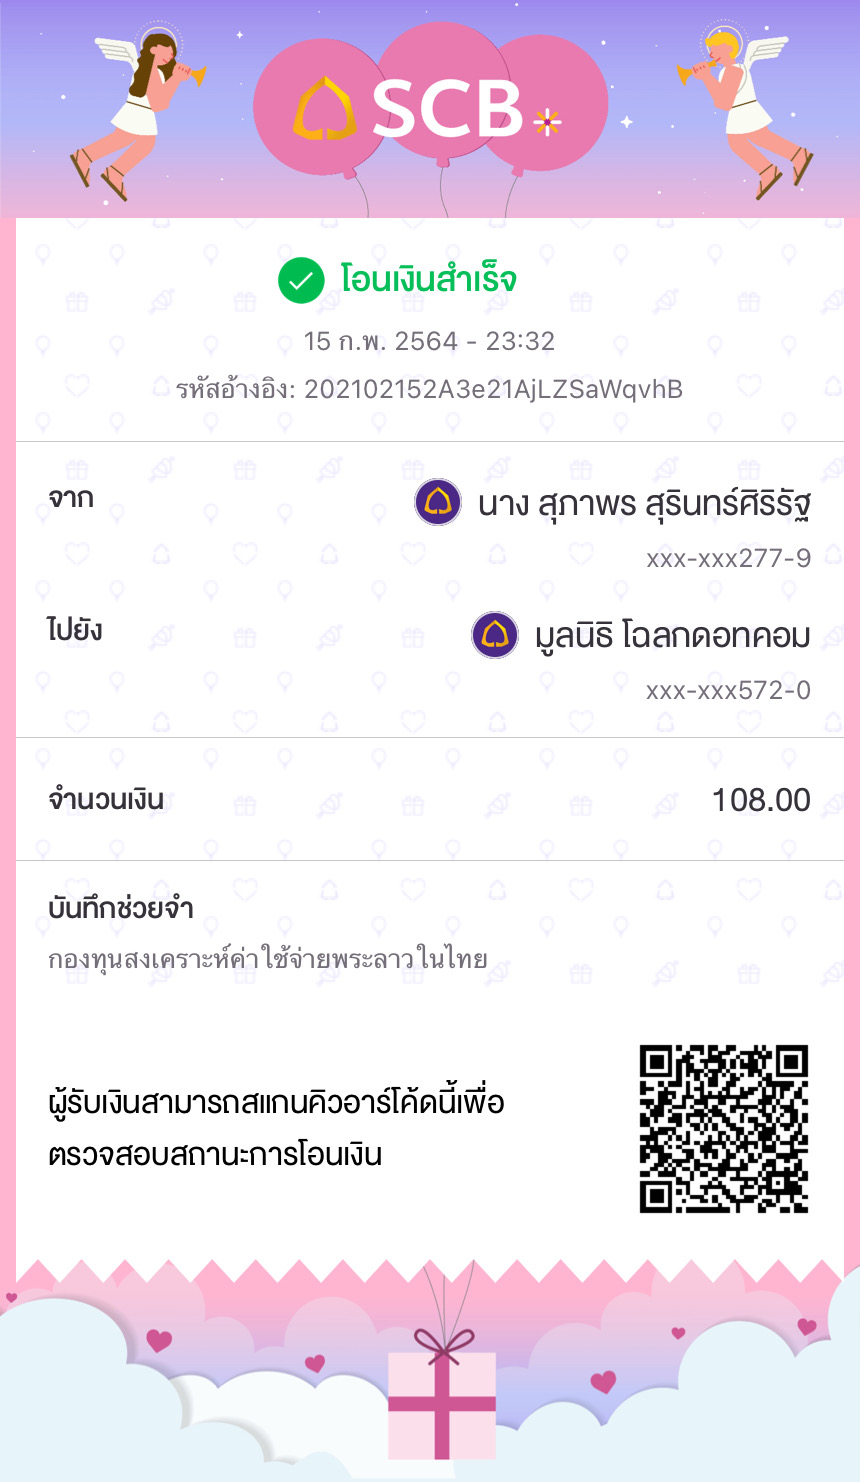 SCB
โอนเงินสำเร็จ
15 ก.พ. 2564 - 23:32
รหัสอ้างอิง: 202102152A3e21AjLZSaWqvhB
จาก
นาง สุภาพร สุรินทร์ศิริรัฐ
xxx-xxx277-9
ไปยัง
มูลนิธิ โฉลกดอทคอม
xxx-xxx572-0
จำนวนเงิน
108.00
บันทึกช่วยจำ
กองทุนสงเคราะห์ค่าใช้จ่ายพระลาวในไทย
ผู้รับเงินสามารถสแกนคิวอาร์โค้ดนี้เพื่อ
ตรวจสอบสถานะการโอนเงิน